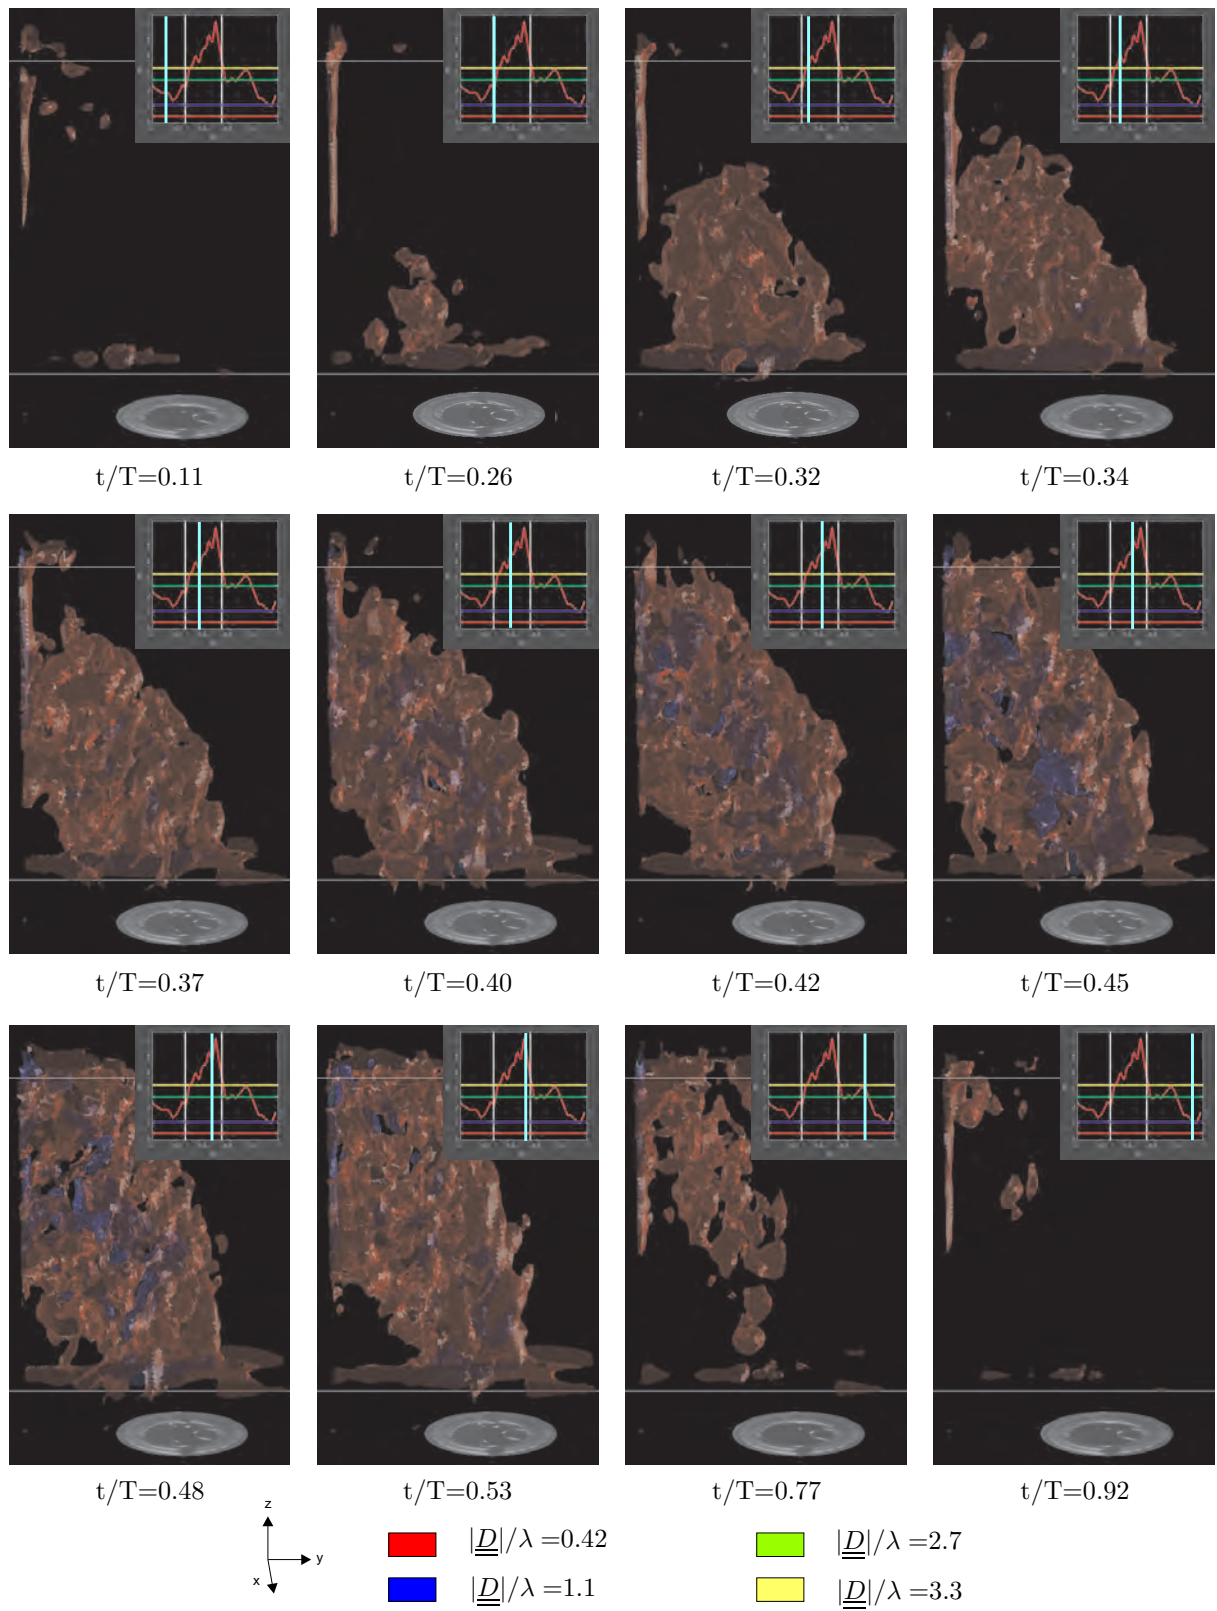 t/T=0.11 t/T=0.26 t/T=0.32 t/T=0.34
t/T=0.37 t/T=0.40 t/T=0.42 t/T=0.45
t/T=0.48 t/T=0.53 t/T=0.77 t/T=0.92
z
y
x
|D|/λ =0.42 |D|/λ =2.7
|D|/λ =1.1 |D|/λ =3.3